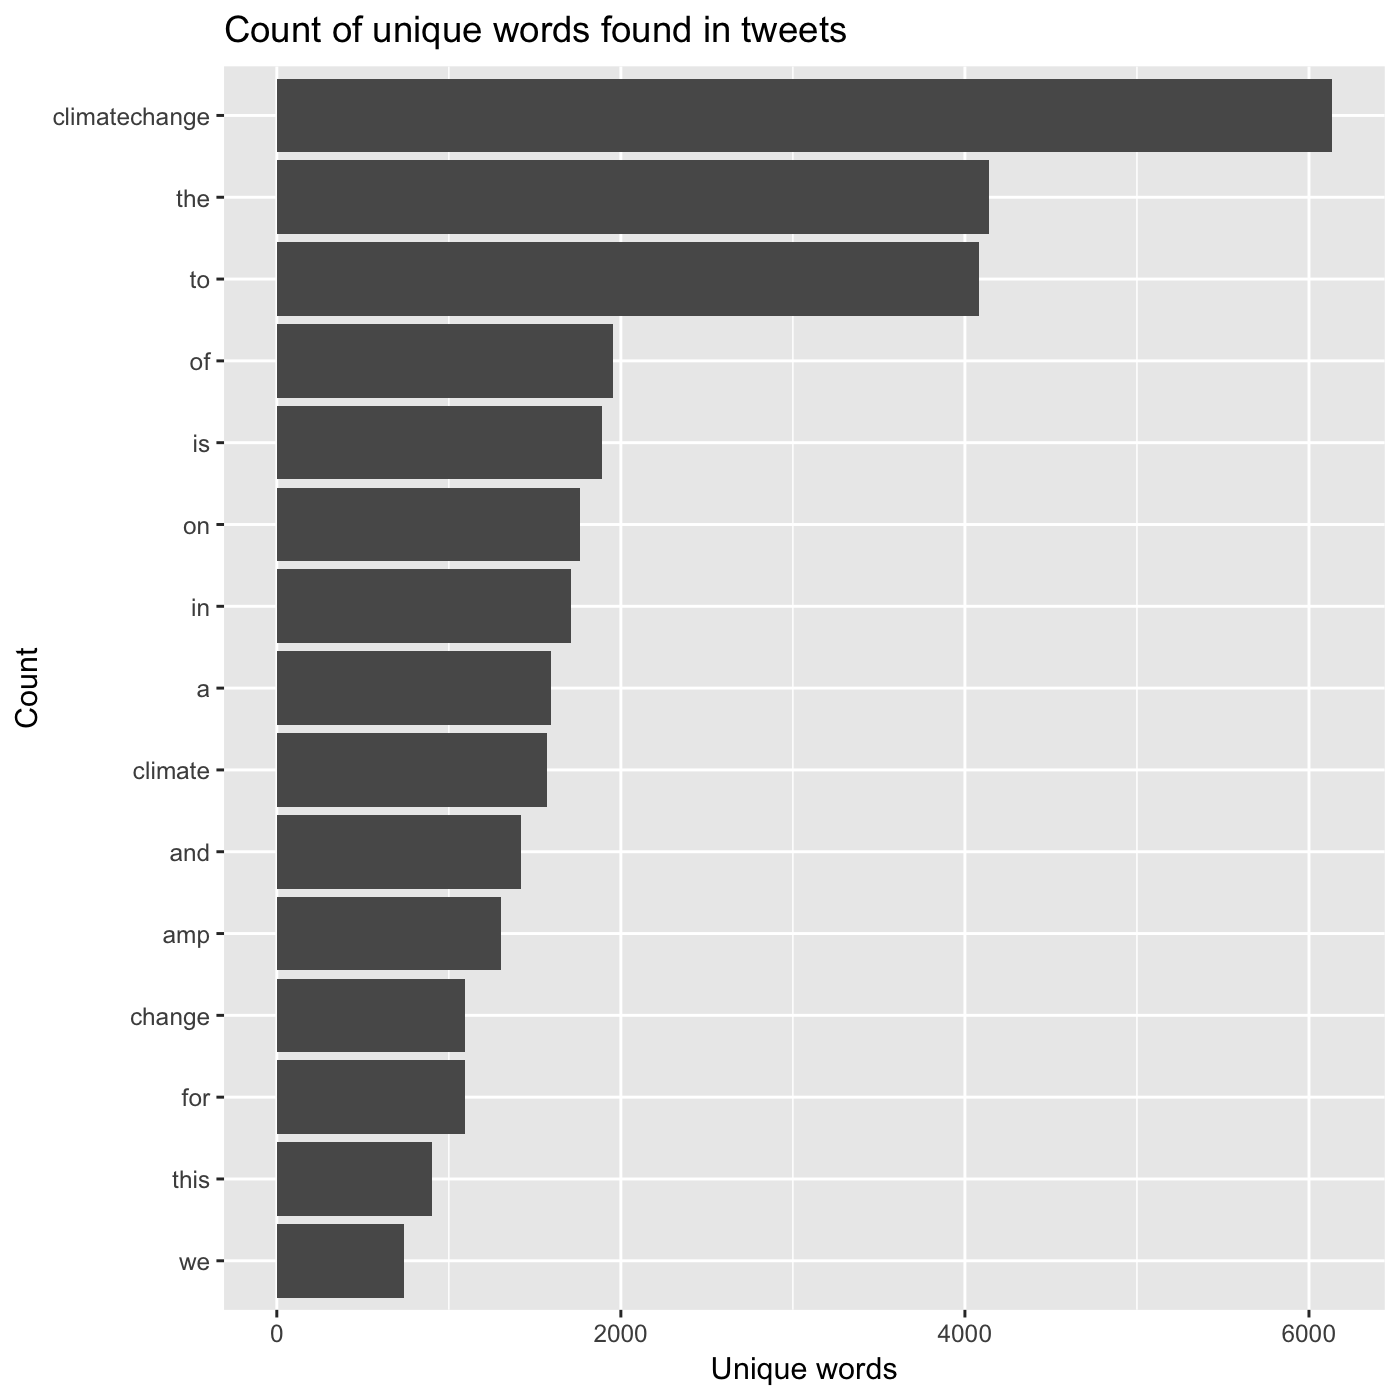 Count of unique words found in tweets
climatechange
the
to
of
is
on
in
a
climate
and
amp
change
for
this
we
Count
0 2000 4000 6000
Unique words